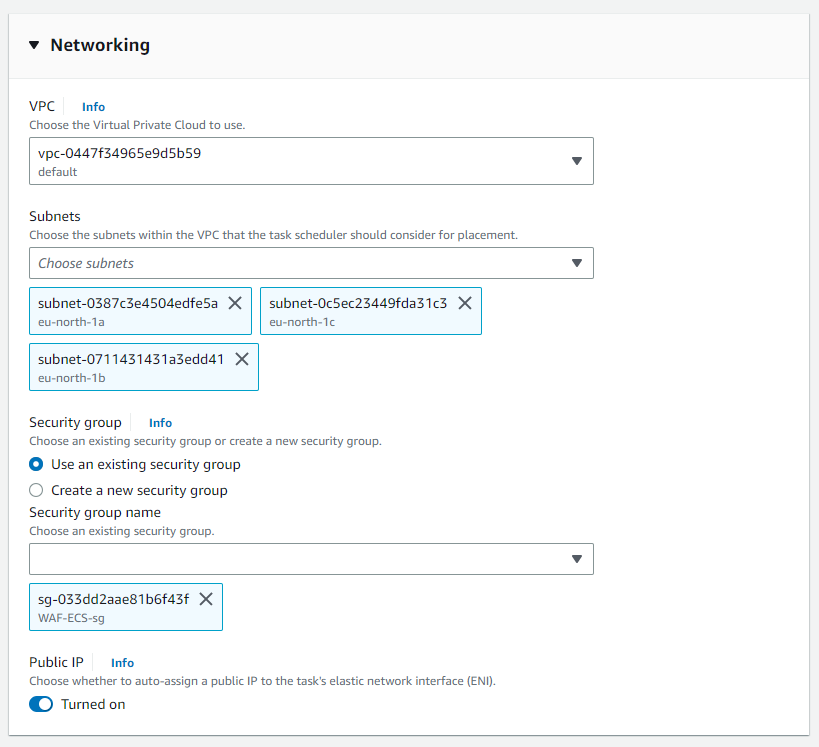 Networking
VPC Info
Choose the Virtual Private Cloud to use.
vpc-0447f34965e9d5b59
default
Subnets
Choose the subnets within the VPC that the task scheduler should consider for placement.
Choose subnets
subnet-0387c3e4504edfe5a subnet-0c5ec23449fda31c3
eu-north-1a eu-north-1c
subnet-0711431431a3edd41
eu-north-1b
Security group Info
Choose an existing security group or create a new security group.
Use an existing security group
Create a new security group
Security group name
Choose an existing security group.
sg-033dd2aae81b6f43f
WAF-ECS-sg
Public IP Info
Choose whether to auto-assign a public IP to the task's elastic network interface (ENI).
Turned on